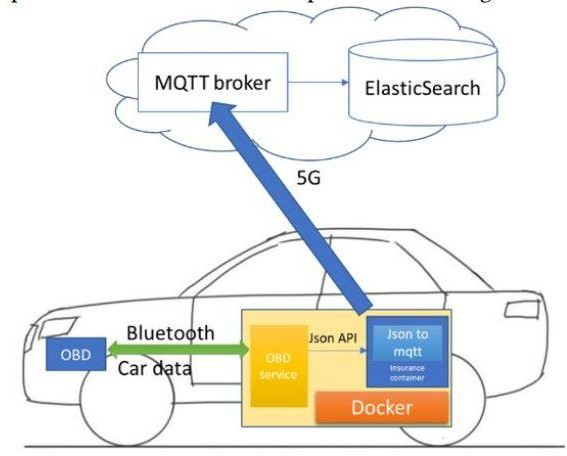 MQTT broker
ElasticSearch
5G
Bluetooth
Car data
OBD
OBD
service
Json API
Json to
mqtt
Insurance
container
Docker